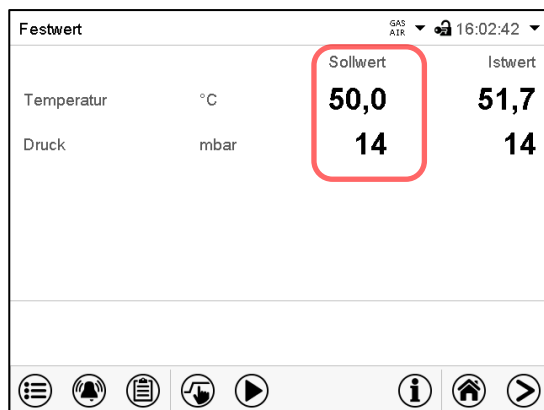 Festwert GAS AIR 16:02:42
Sollwert Istwert
Temperatur °C 50,0 51,7
Druck mbar 14 14